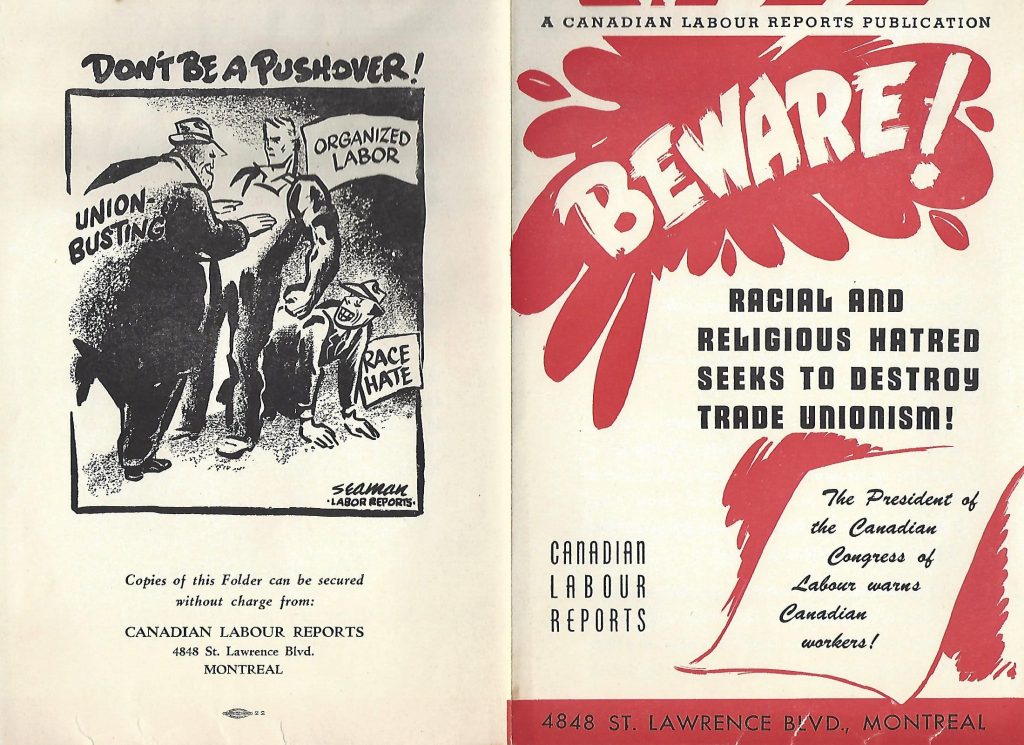 DON'T BE A PUSHOVER!
ORGANIZED
LABOR
UNION-
BUSTING
RACE
HATE
SEAMAN
·LABOR REPORTS·
Copies of this Folder can be secured
without charge from:
CANADIAN LABOUR REPORTS
4848 St. Lawrence Blvd.
MONTREAL
22
A CANADIAN LABOUR REPORTS PUBLICATION
BEWARE!
RACIAL AND
RELIGIOUS HATRED
SEEKS TO DESTROY
TRADE UNIONISM!
The President of
the Canadian
Congress of
Labour warns
Canadian
workers!
CANADIAN
LABOUR
REPORTS
4848 ST. LAWRENCE BLVD., MONTREAL